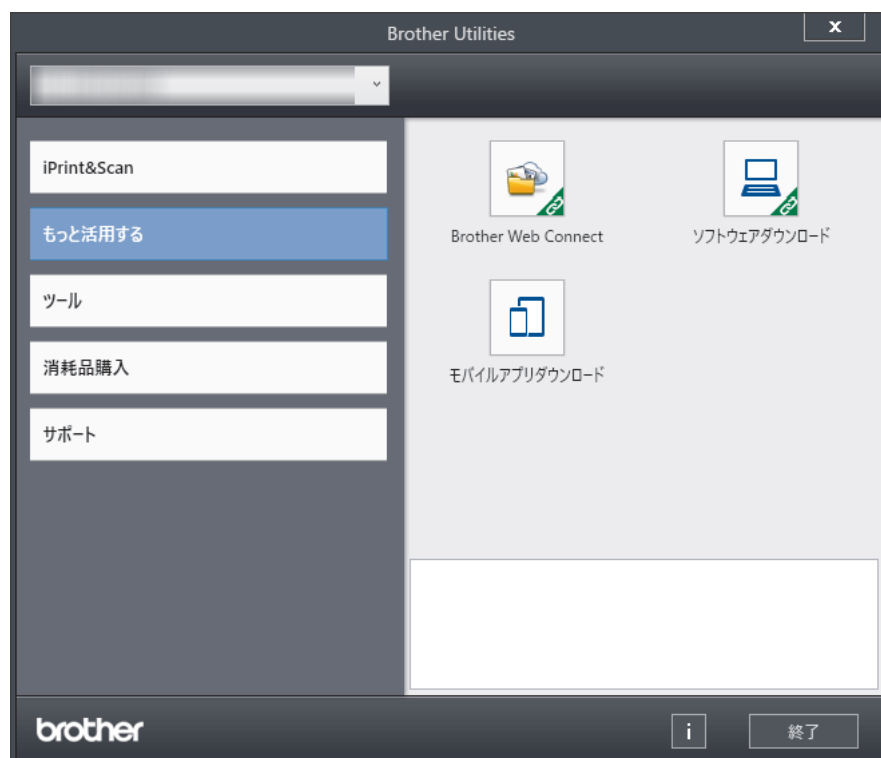 Brother Utilities
x
iPrint&Scan
もっと活用する
ツール
消耗品購入
サポート
Brother Web Connect
ソフトウェアダウンロード
モバイルアプリダウンロード
brother
i
終了